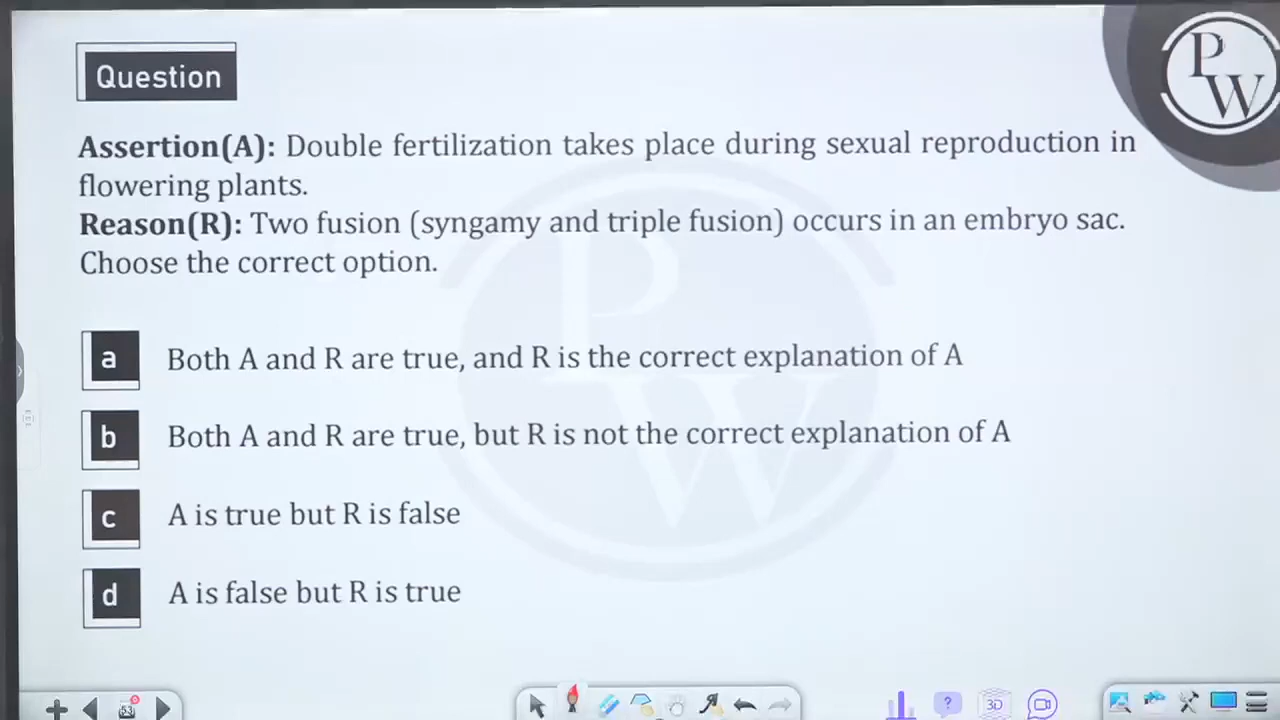 Question
PW
Assertion(A): Double fertilization takes place during sexual reproduction in
flowering plants.
Reason(R): Two fusion (syngamy and triple fusion) occurs in an embryo sac.
Choose the correct option.
a Both A and R are true, and R is the correct explanation of A
b Both A and R are true, but R is not the correct explanation of A
c A is true but R is false
d A is false but R is true
PW
53
? 3D